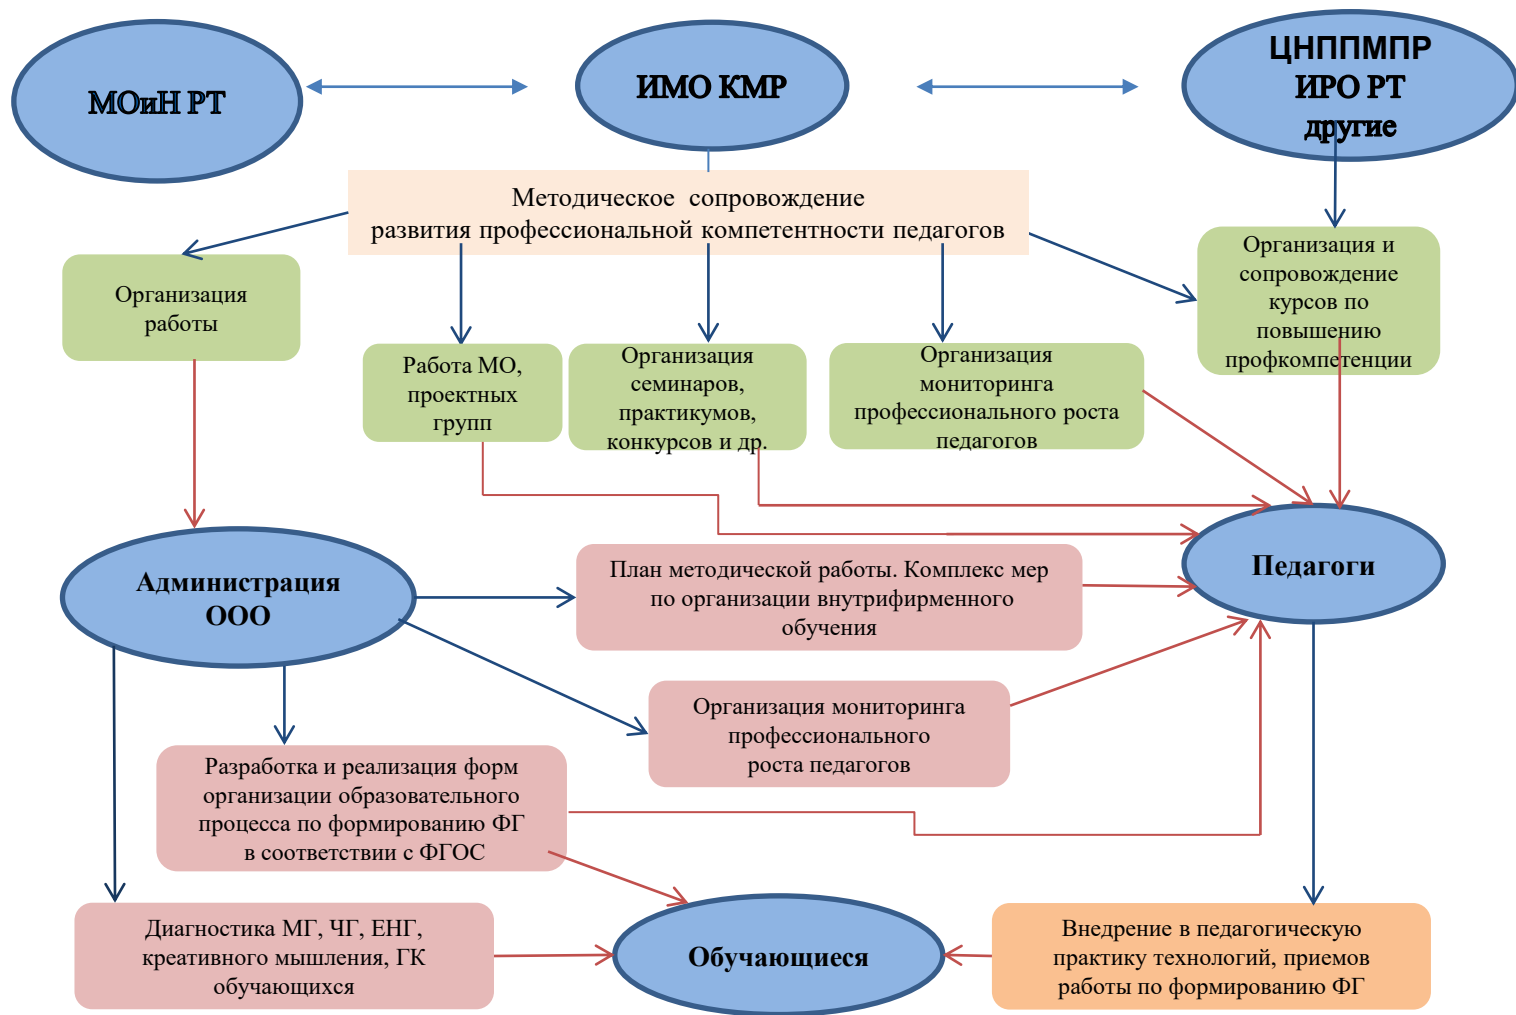 МОиН РТ
ИМО КМР
ЦНППМПР
ИРО РТ
другие
Методическое сопровождение
развития профессиональной компетентности педагогов
Организация
работы
Работа МО,
проектных
групп
Организация
семинаров,
практикумов,
конкурсов и др.
Организация
мониторинга
профессионального роста
педагогов
Организация и
сопровождение
курсов по
повышению
профкомпетенции
Администрация
ООО
План методической работы. Комплекс мер
по организации внутрифирменного
обучения
Педагоги
Организация мониторинга
профессионального
роста педагогов
Разработка и реализация форм
организации образовательного
процесса по формированию ФГ
в соответствии с ФГОС
Диагностика МГ, ЧГ, ЕНГ,
креативного мышления, ГК
обучающихся
Обучающиеся
Внедрение в педагогическую
практику технологий, приемов
работы по формированию ФГ